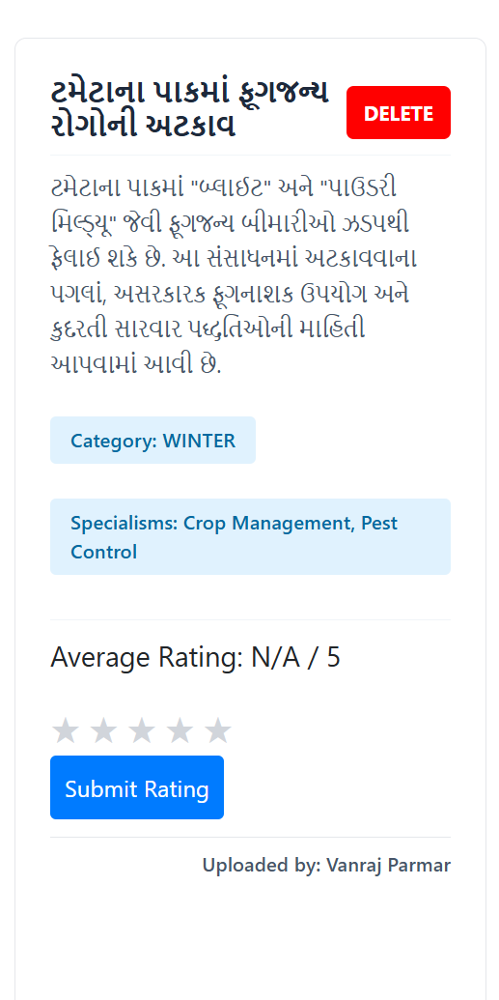 ટમેટાના પાકમાં ફૂગજન્ય
રોગોની અટકાવ
DELETE
ટમેટાના પાકમાં "બ્લાઈટ" અને "પાઉડરી
મિલ્ડ્યૂ" જેવી ફૂગજન્ય બીમારીઓ ઝડપથી
ફેલાઈ શકે છે. આ સંસાધનમાં અટકાવવાના
પગલાં, અસરકારક ફૂગનાશક ઉપયોગ અને
કુદરતી સારવાર પદ્ધતિઓની માહિતી
આપવામાં આવી છે.
Category: WINTER
Specialisms: Crop Management, Pest
Control
Average Rating: N/A / 5
★ ★ ★ ★ ★
Submit Rating
Uploaded by: Vanraj Parmar